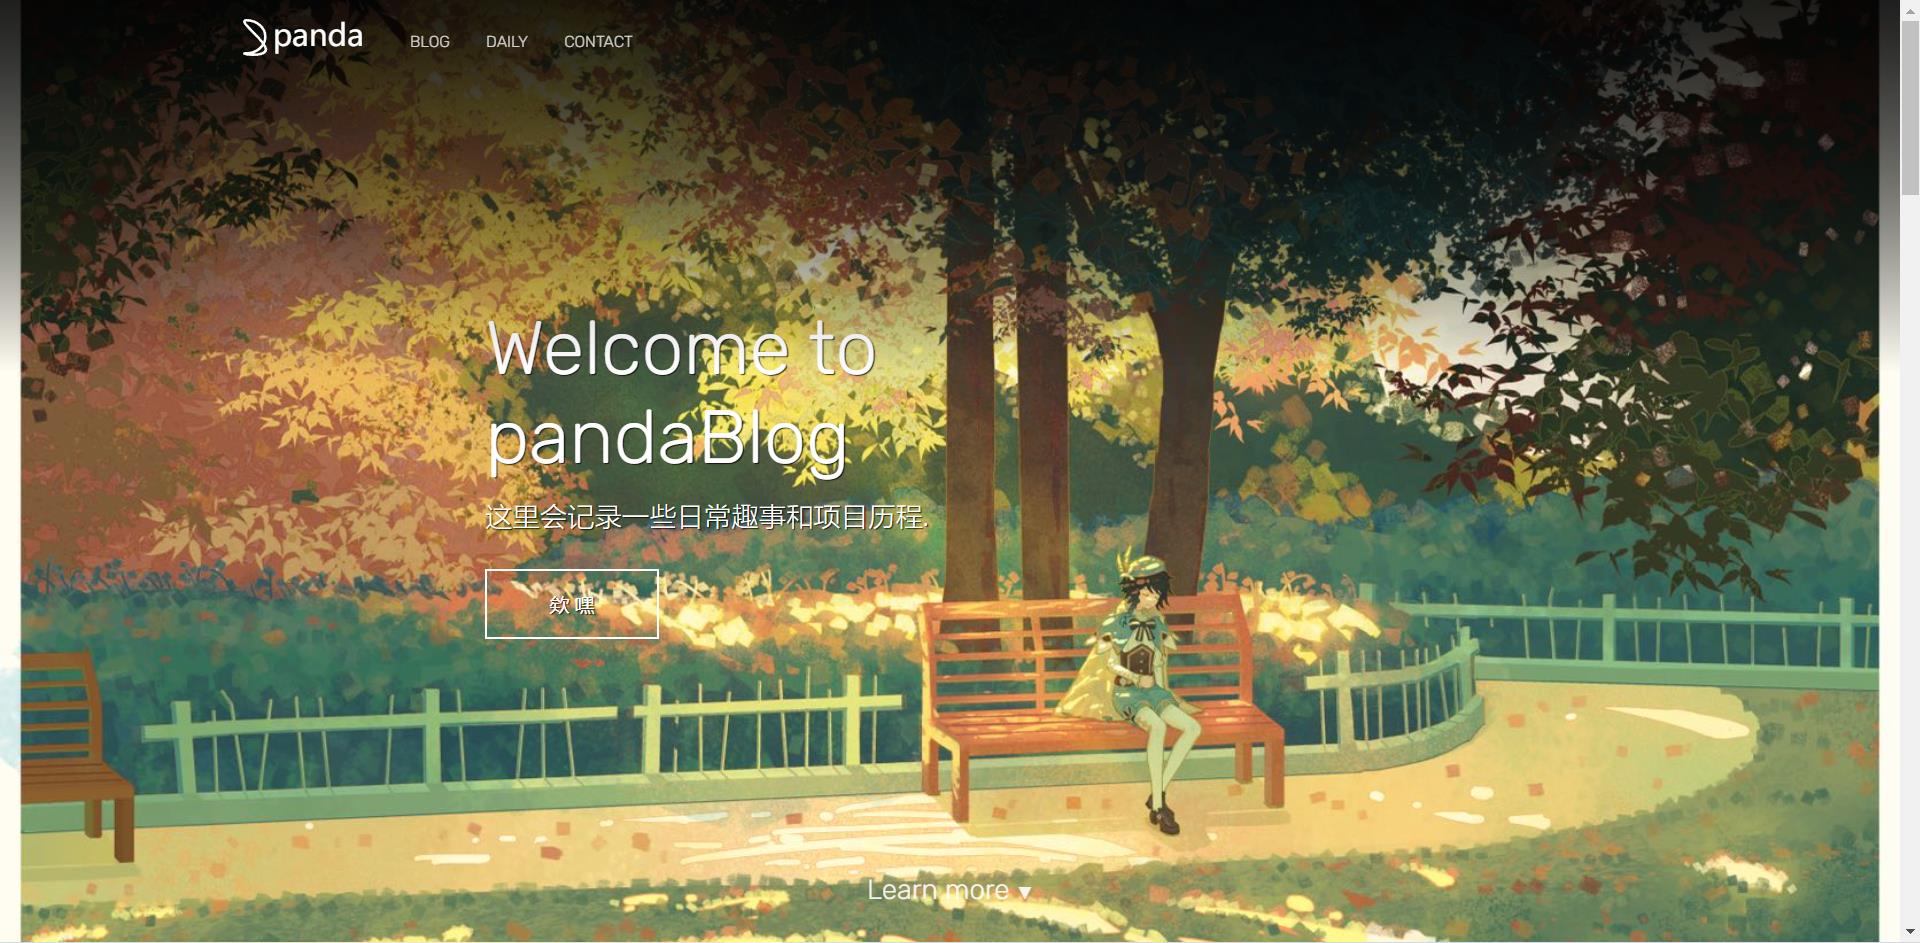 panda
BLOG
DAILY
CONTACT
Welcome to
pandaBlog
这里会记录一些日常趣事和项目历程.
欸 嘿
Learn more ▼